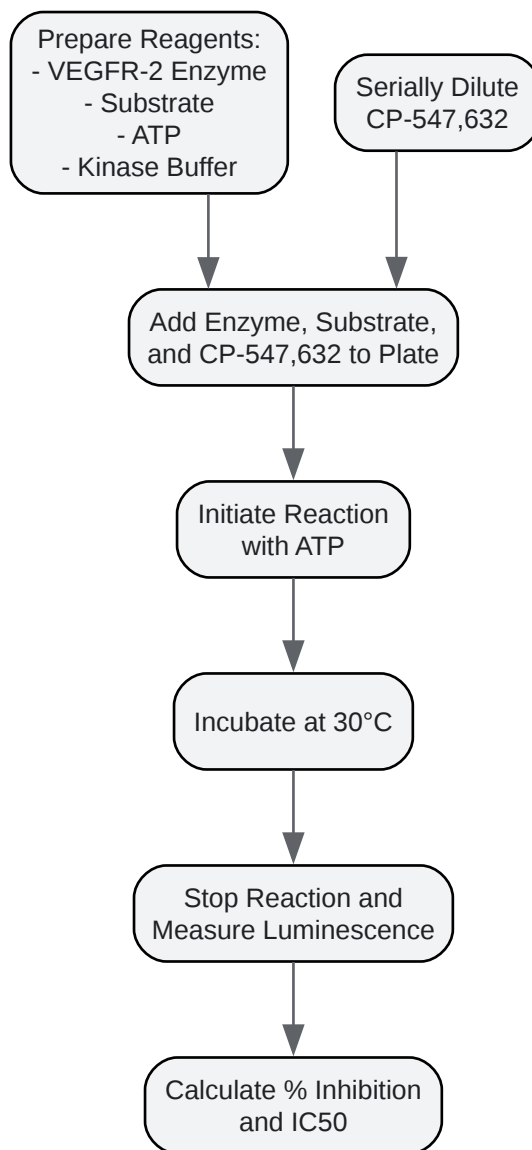 Prepare Reagents:
- VEGFR-2 Enzyme
- Substrate
- ATP
- Kinase Buffer
Serially Dilute
CP-547,632
Add Enzyme, Substrate,
and CP-547,632 to Plate
Initiate Reaction
with ATP
Incubate at 30°C
Stop Reaction and
Measure Luminescence
Calculate % Inhibition
and IC50